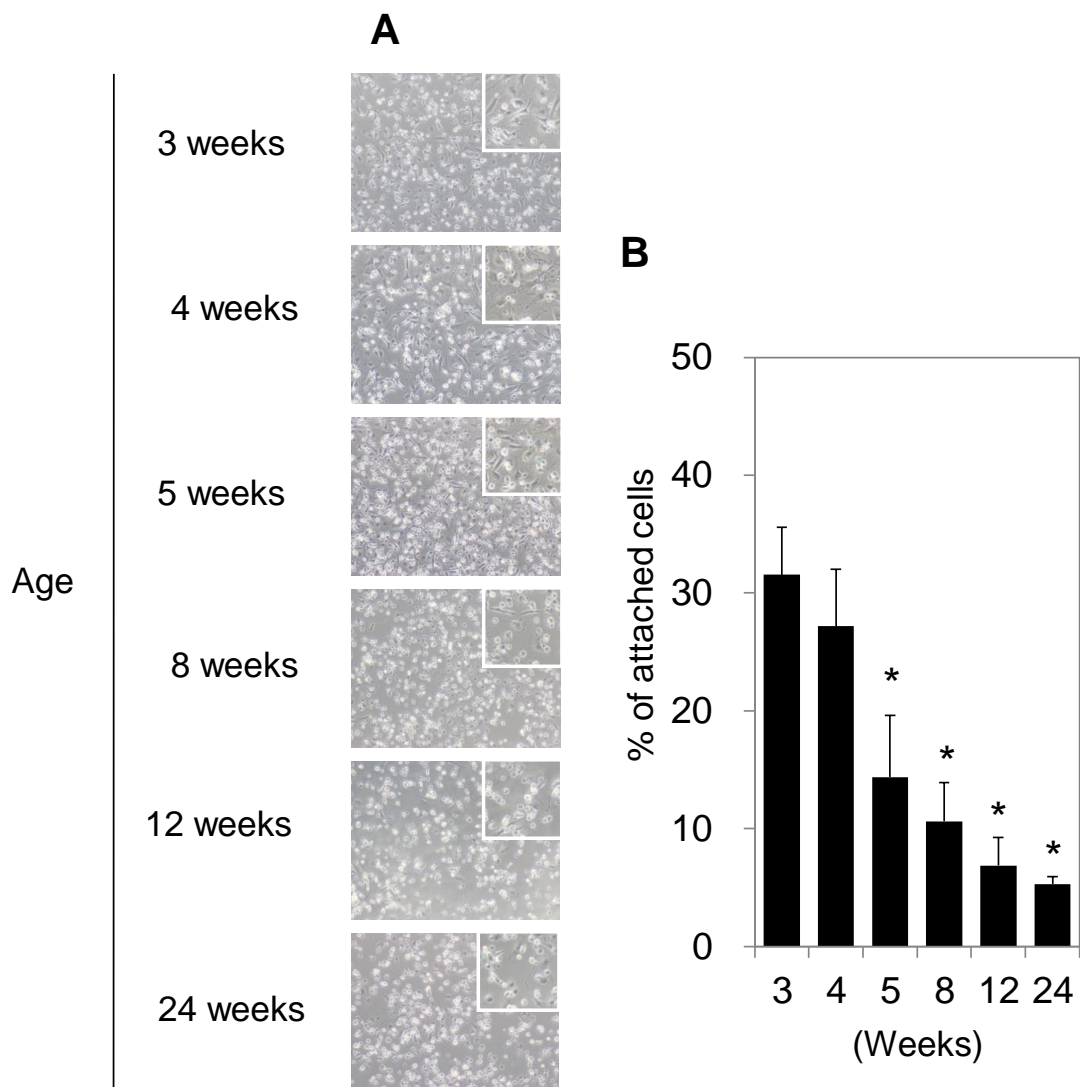 A
Age
3 weeks
4 weeks
5 weeks
8 weeks
12 weeks
24 weeks
B
% of attached cells
50
40
30
20
10
0
*
*
*
*
3 4 5 8 12 24
(Weeks)